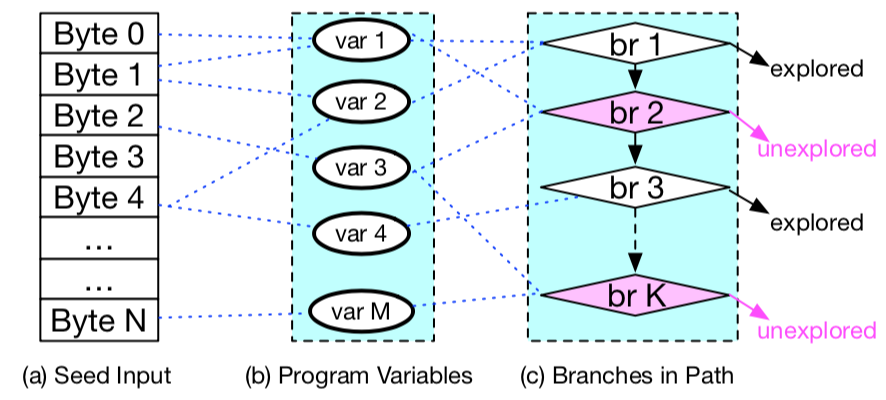 Byte 0
Byte 1
Byte 2
Byte 3
Byte 4
...
...
Byte N
var 1
var 2
var 3
var 4
var M
br 1
br 2
br 3
br K
explored
unexplored
explored
unexplored
(a) Seed Input
(b) Program Variables
(c) Branches in Path